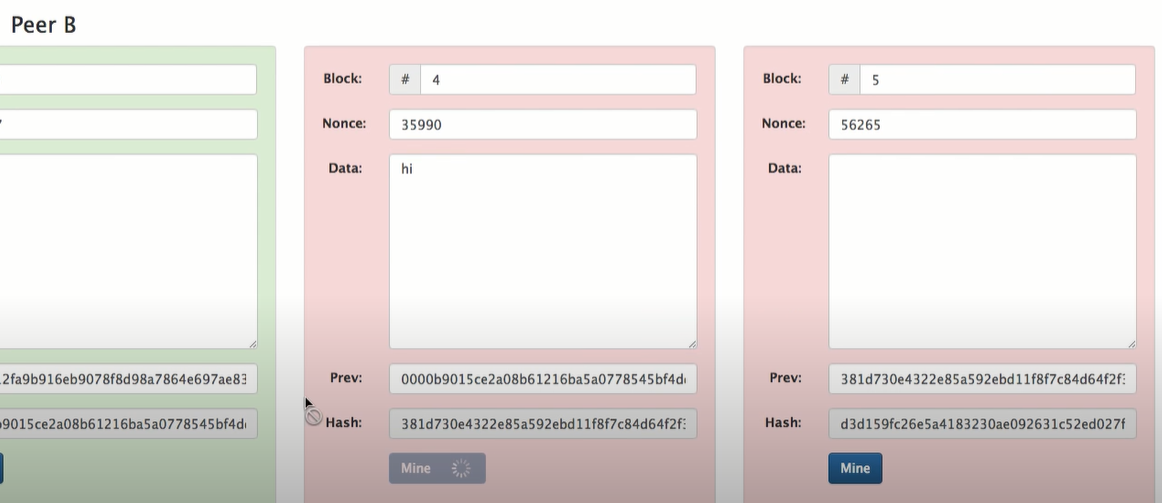 Peer B
Block: # 4
Nonce: 35990
Data: hi
Prev: 0000b9015ce2a08b61216ba5a0778545bf4d
Hash: 381d730e4322e85a592ebd11f8f7c84d64f2f
Mine
Block: # 5
Nonce: 56265
Data:
Prev: 381d730e4322e85a592ebd11f8f7c84d64f2f
Hash: d3d159fc26e5a4183230ae092631c52ed027f
Mine
2fa9b916eb9078f8d98a7864e697ae83
9015ce2a08b61216ba5a0778545bf4d